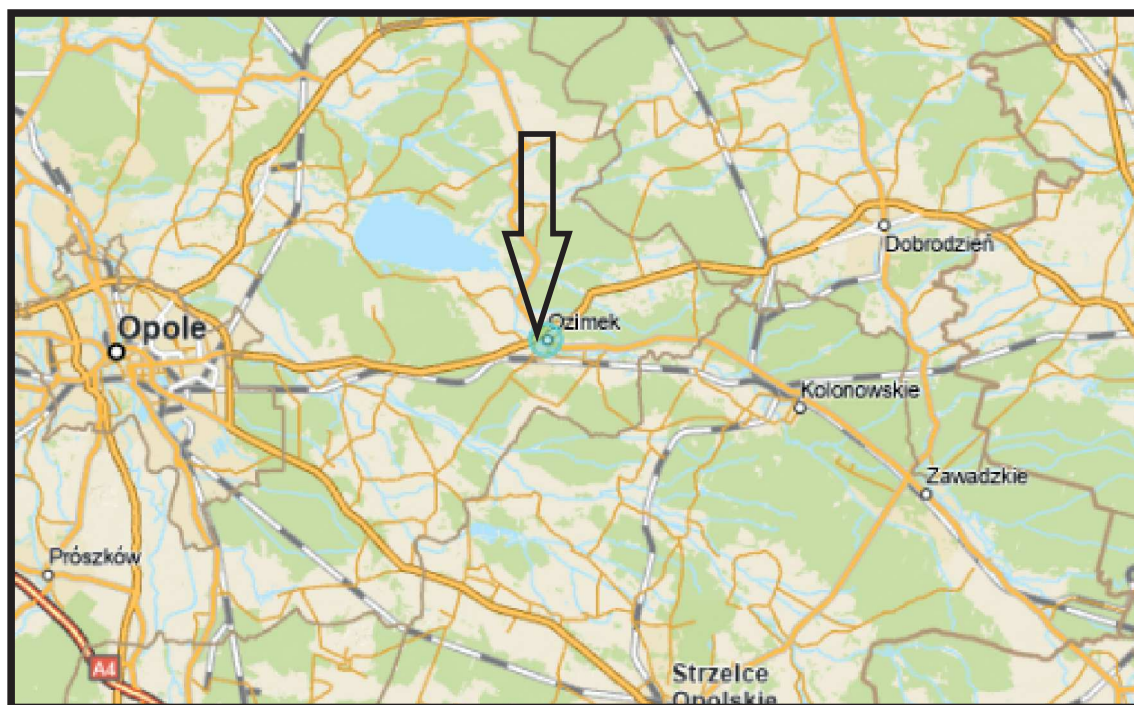 Dobrodzień
Opole
Ozimek
Kolonowskie
Zawadzkie
Prószków
A4
Strzelce
Opolskie